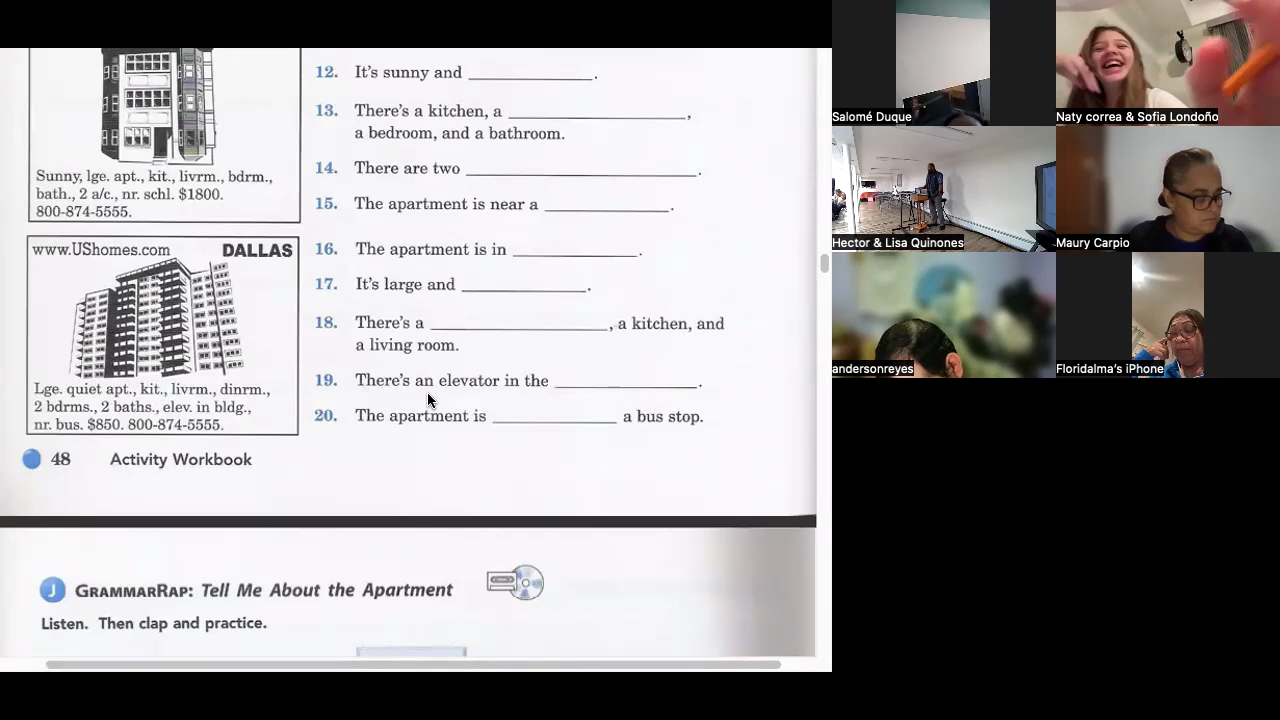 Sunny, lge. apt., kit., livrm., bdrm.,
bath., 2 a/c., nr. schl. $1800.
800-874-5555.
12. It's sunny and ____________.
13. There's a kitchen, a ____________,
a bedroom, and a bathroom.
14. There are two ____________.
15. The apartment is near a ____________.
www.UShomes.com DALLAS
Lge. quiet apt., kit., livrm., dinrm.,
2 bdrms., 2 baths., elev. in bldg.,
nr. bus. $850. 800-874-5555.
16. The apartment is in ____________.
17. It's large and ____________.
18. There's a ____________, a kitchen, and
a living room.
19. There's an elevator in the ____________.
20. The apartment is ____________ a bus stop.
48 Activity Workbook
J GRAMMARRAP: Tell Me About the Apartment
Listen. Then clap and practice.
Salomé Duque
Naty correa & Sofia Londoño
Hector & Lisa Quinones
Maury Carpio
andersonreyes
Floridalma's iPhone